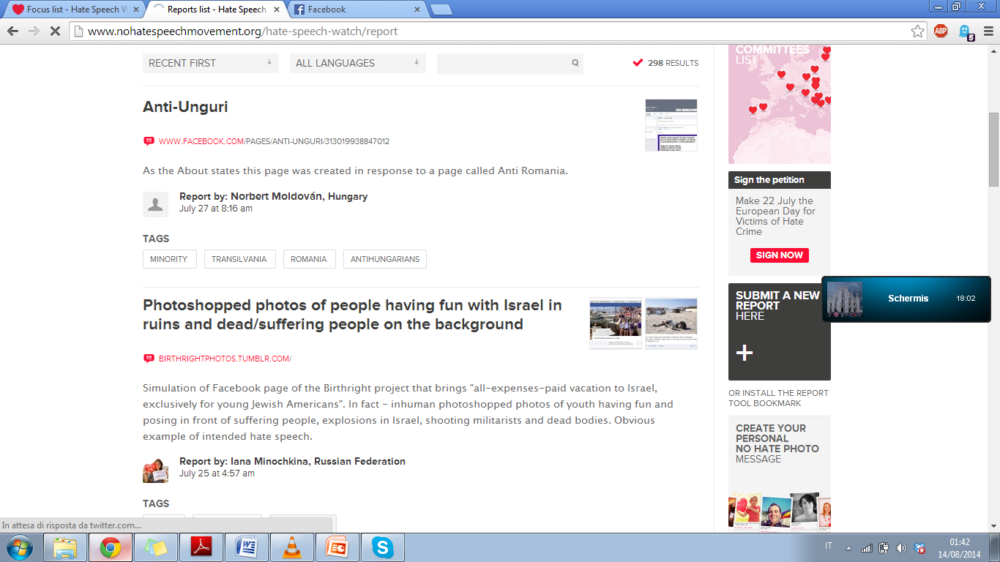 Focus list - Hate Speech W
Reports list - Hate Speech
Facebook
www.nohatespeechmovement.org/hate-speech-watch/report
ABP
5
RECENT FIRST
ALL LANGUAGES
298 RESULTS
Anti-Unguri
WWW.FACEBOOK.COM/PAGES/ANTI-UNGURI/313019938847012
As the About states this page was created in response to a page called Anti Romania.
Report by: Norbert Moldován, Hungary
July 27 at 8:16 am
TAGS
MINORITY
TRANSILVANIA
ROMANIA
ANTIHUNGARIANS
Photoshopped photos of people having fun with Israel in
ruins and dead/suffering people on the background
BIRTHRIGHTPHOTOS.TUMBLR.COM/
Simulation of Facebook page of the Birthright project that brings "all-expenses-paid vacation to Israel,
exclusively for young Jewish Americans". In fact - inhuman photoshopped photos of youth having fun and
posing in front of suffering people, explosions in Israel, shooting militarists and dead bodies. Obvious
example of intended hate speech.
Report by: Iana Minochkina, Russian Federation
July 25 at 4:57 am
TAGS
COMMITTEES
LIST
Sign the petition
Make 22 July the
European Day for
Victims of Hate
Crime
SIGN NOW
SUBMIT A NEW
REPORT
HERE
+
OR INSTALL THE REPORT
TOOL BOOKMARK
CREATE YOUR
PERSONAL
NO HATE PHOTO
MESSAGE
Schermis
18:02
In attesa di risposta da twitter.com...
IT
01:42
14/08/2014